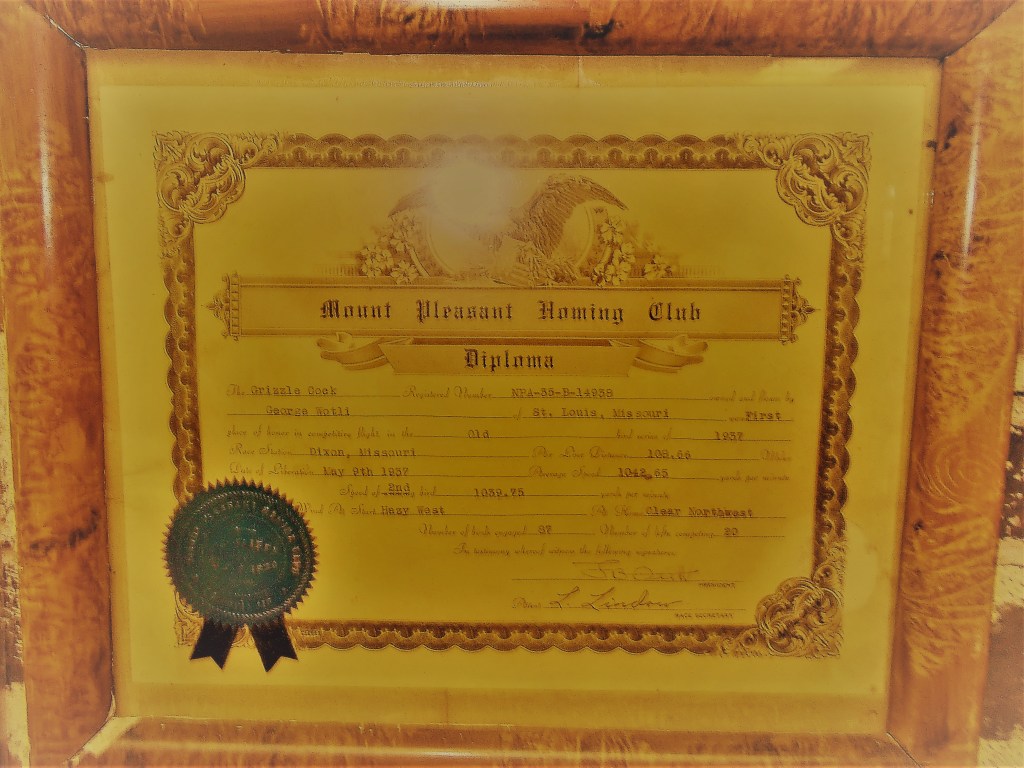 Mount Pleasant Homing Club
Diploma
The Grizzle Cock Registered Number NPA-35-B-14938 owned and flown by
George Wotli of St. Louis, Missouri won First
place of honor in competitive flight in the Old bird series of 1937
Race Station Dixon, Missouri Air Line Distance 108.66 Miles
Date of Liberation May 9th 1937 Average Speed 1042.65 yards per minute
Speed of 2nd bird 1039.75 yards per minute
Wind At Start Hazy West At Home Clear Northwest
Number of birds engaged 87 Number of lofts competing 20
In testimony whereof witness the following signatures.
PRESIDENT
L. Lindow
RACE SECRETARY